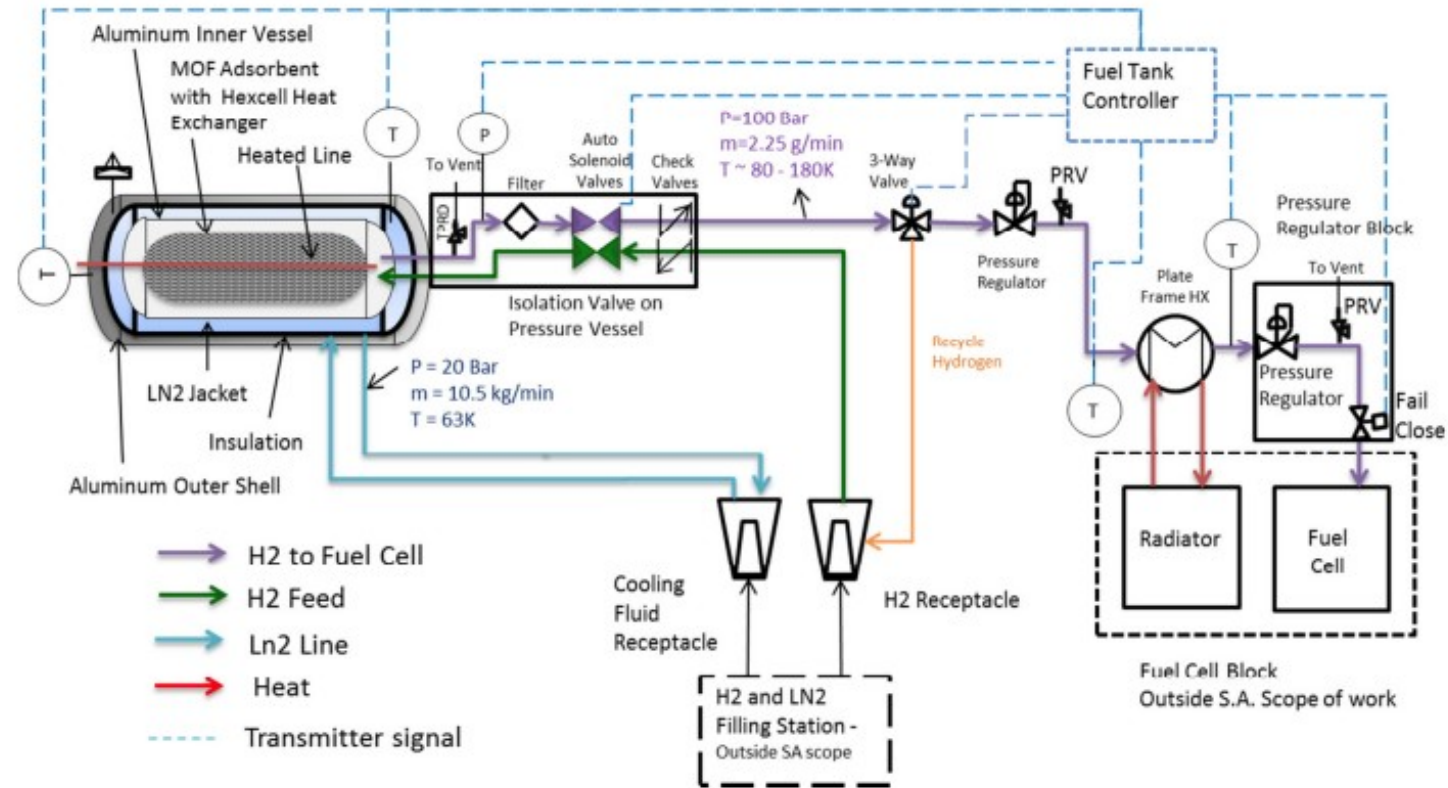 Aluminum Inner Vessel
MOF Adsorbent
with Hexcell Heat
Exchanger
Heated Line
T
T
P
To Vent
TPRD
Filter
Auto
Solenoid
Valves
Check
Valves
Isolation Valve on
Pressure Vessel
P=100 Bar
m=2.25 g/min
T ~ 80 - 180K
Fuel Tank
Controller
3-Way
Valve
PRV
Pressure
Regulator
Recycle
Hydrogen
T
Plate
Frame HX
T
Pressure
Regulator Block
To Vent
PRV
Pressure
Regulator
Fail
Close
LN2 Jacket
Insulation
Aluminum Outer Shell
P = 20 Bar
m = 10.5 kg/min
T = 63K
H2 to Fuel Cell
H2 Feed
Ln2 Line
Heat
Transmitter signal
Cooling
Fluid
Receptacle
H2 Receptacle
H2 and LN2
Filling Station -
Outside SA scope
Radiator
Fuel
Cell
Fuel Cell Block
Outside S.A. Scope of work